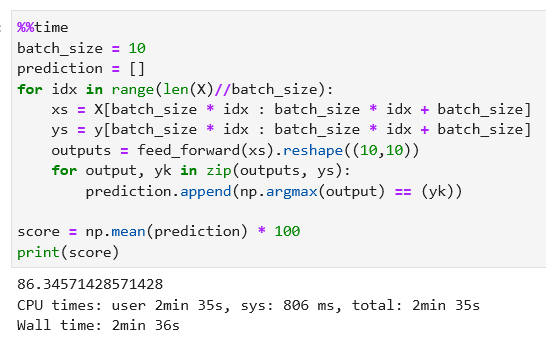 %%time
batch_size = 10
prediction = []
for idx in range(len(X)//batch_size):
    xs = X[batch_size * idx : batch_size * idx + batch_size]
    ys = y[batch_size * idx : batch_size * idx + batch_size]
    outputs = feed_forward(xs).reshape((10,10))
    for output, yk in zip(outputs, ys):
        prediction.append(np.argmax(output) == (yk))

score = np.mean(prediction) * 100
print(score)
86.34571428571428
CPU times: user 2min 35s, sys: 806 ms, total: 2min 35s
Wall time: 2min 36s